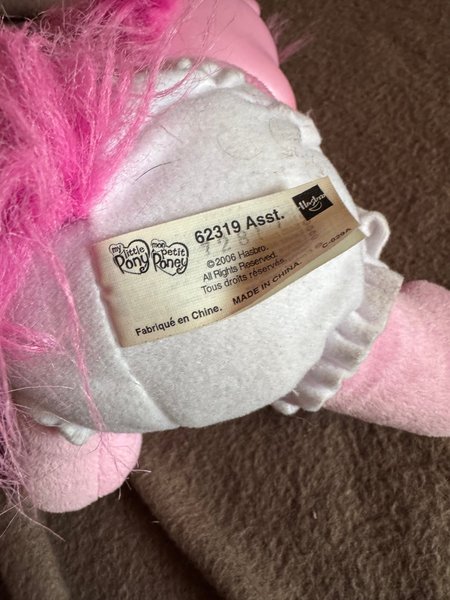 my little Pony
mon petit Poney
62319 Asst.
Hasbro
©2006 Hasbro.
All Rights Reserved.
Tous droits réservés.
C-029A
Fabriqué en Chine. MADE IN CHINA.